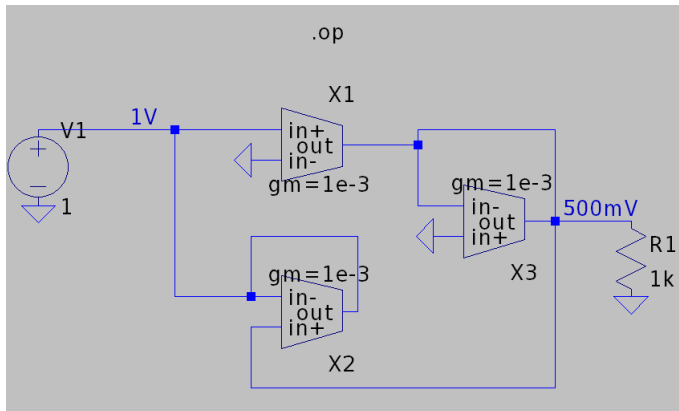 .op
X1
1V
V1
in+
out
in-
gm=1e-3
1
gm=1e-3
in-
out
in+
500mV
R1
1k
X3
gm=1e-3
in-
out
in+
X2